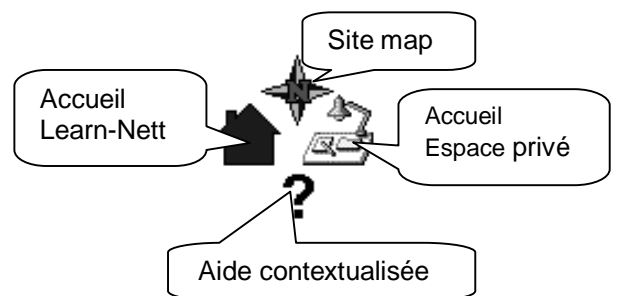 Site map
N
Accueil
Learn-Nett
Accueil
Espace privé
?
Aide contextualisée